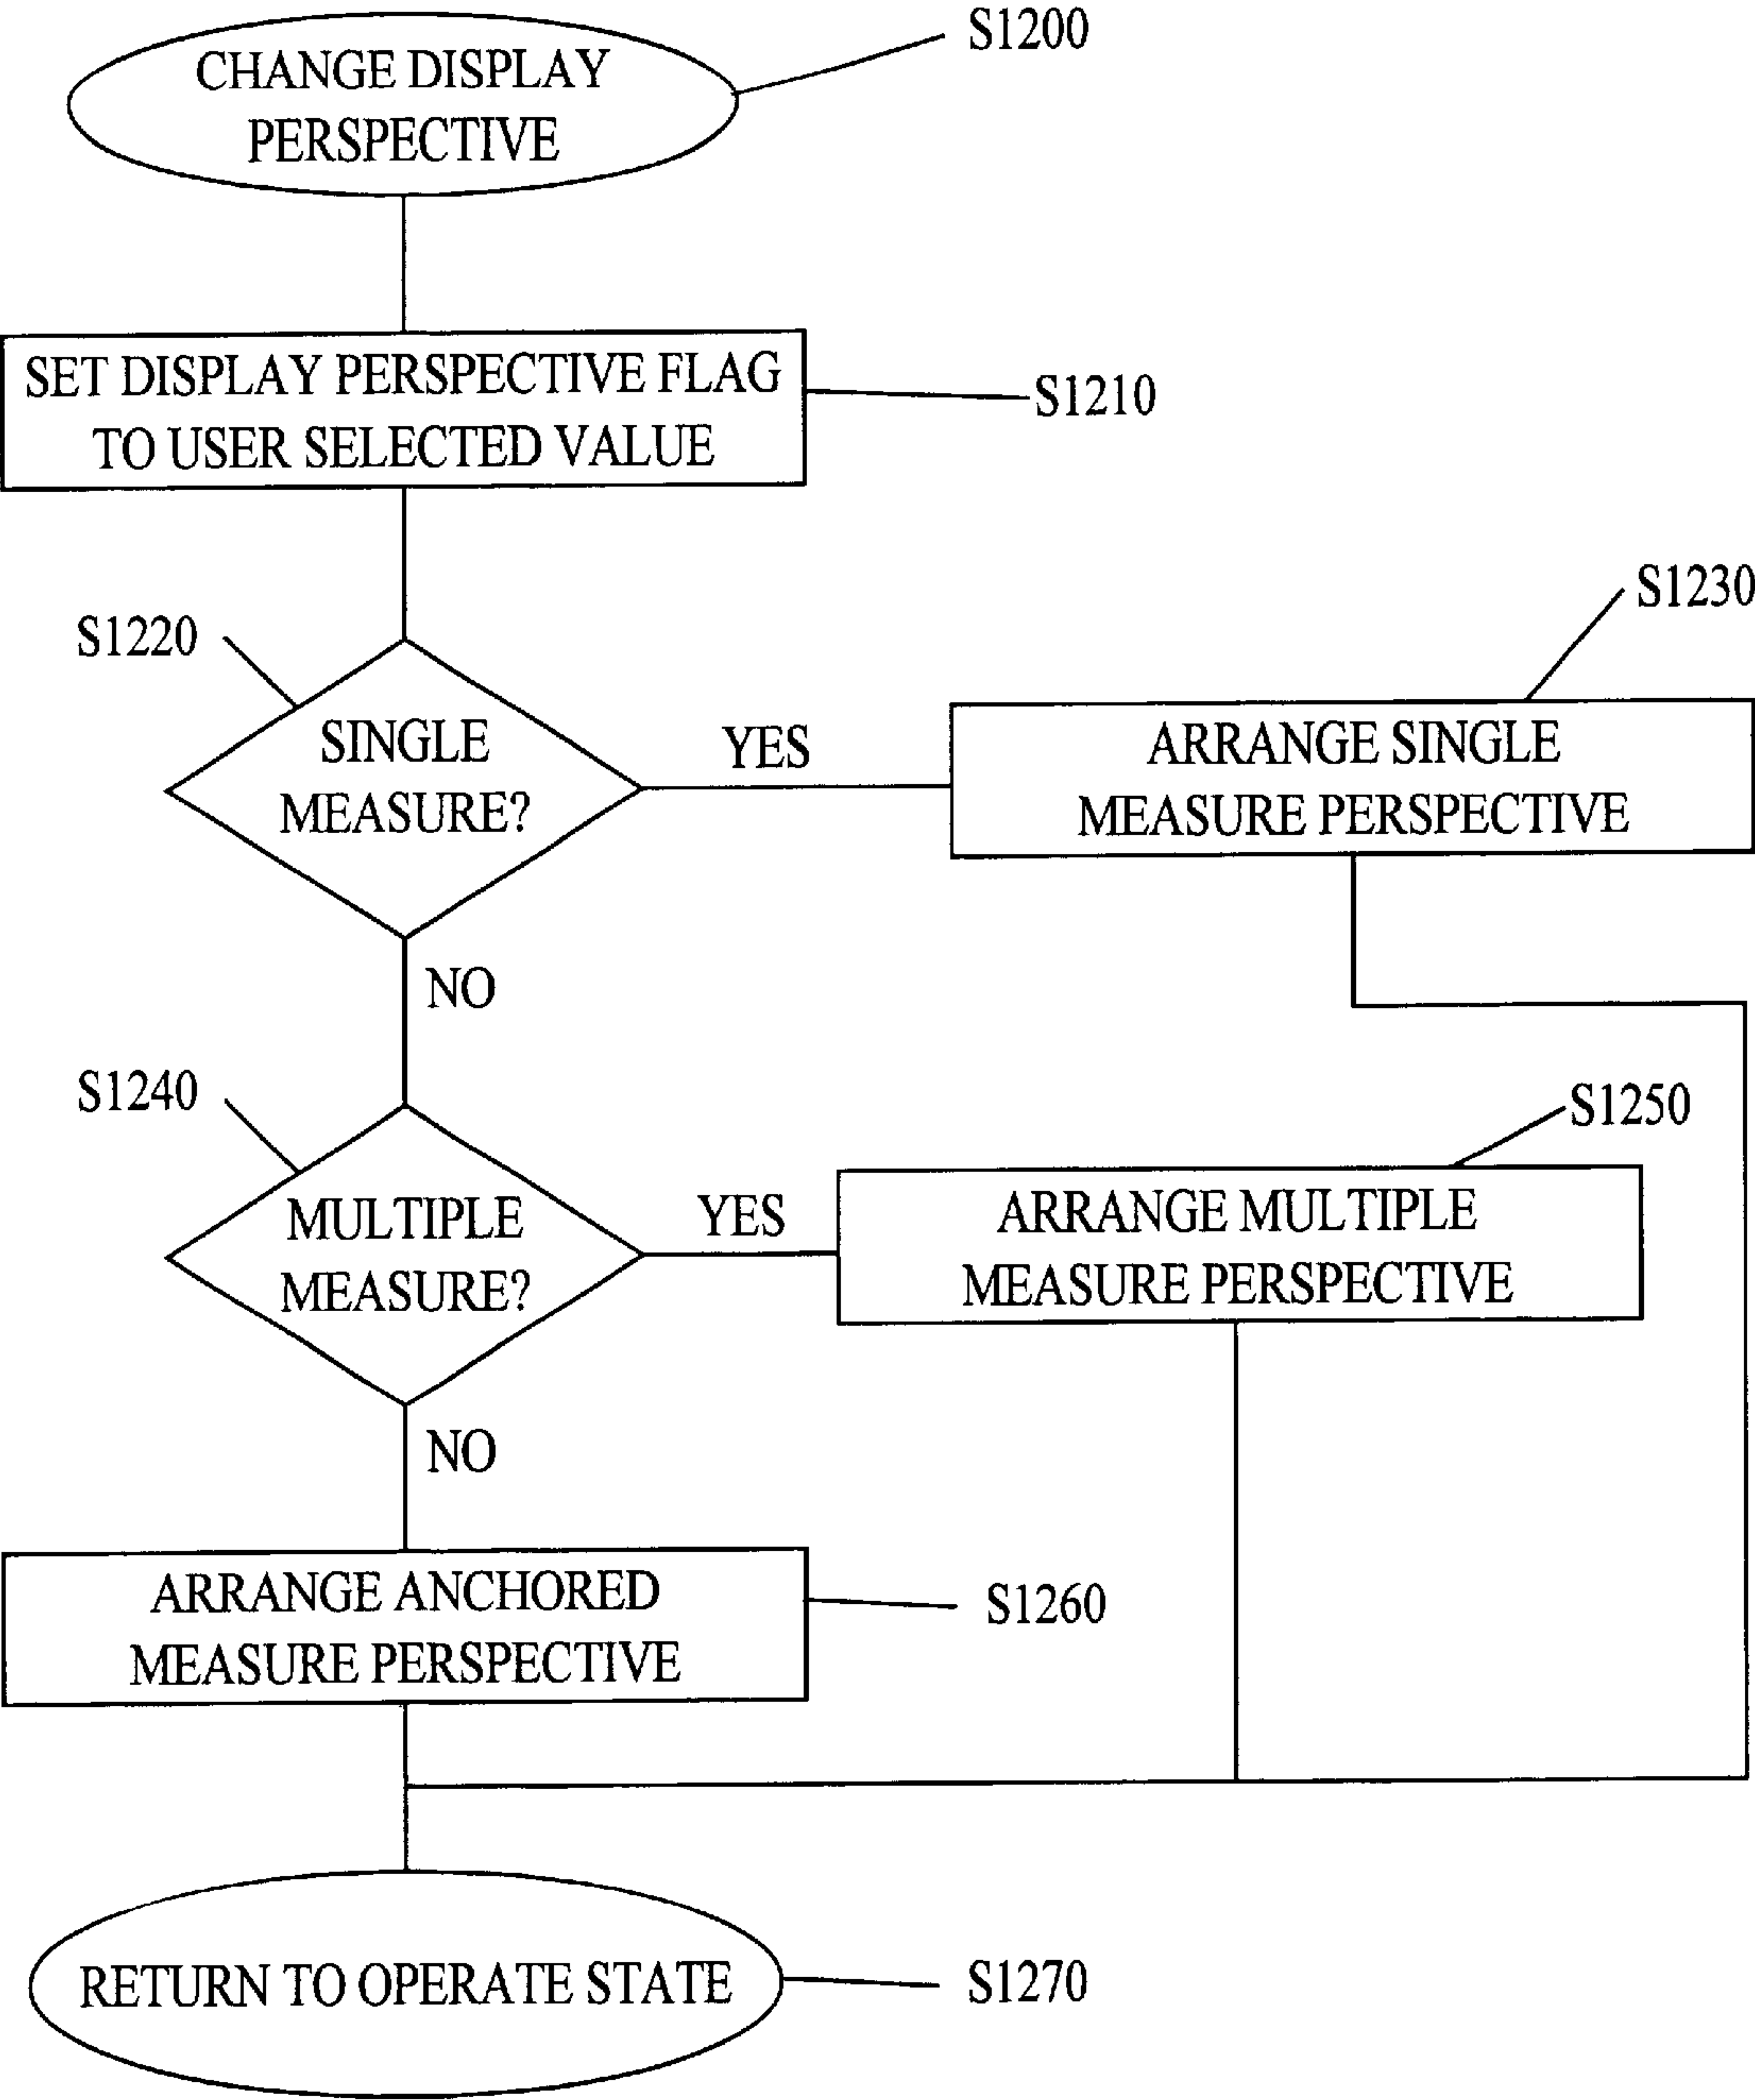 S1200
CHANGE DISPLAY
PERSPECTIVE
SET DISPLAY PERSPECTIVE FLAG
TO USER SELECTED VALUE
S1210
S1220
SINGLE
MEASURE?
YES
S1230
ARRANGE SINGLE
MEASURE PERSPECTIVE
NO
S1240
MULTIPLE
MEASURE?
YES
S1250
ARRANGE MULTIPLE
MEASURE PERSPECTIVE
NO
ARRANGE ANCHORED
MEASURE PERSPECTIVE
S1260
RETURN TO OPERATE STATE
S1270